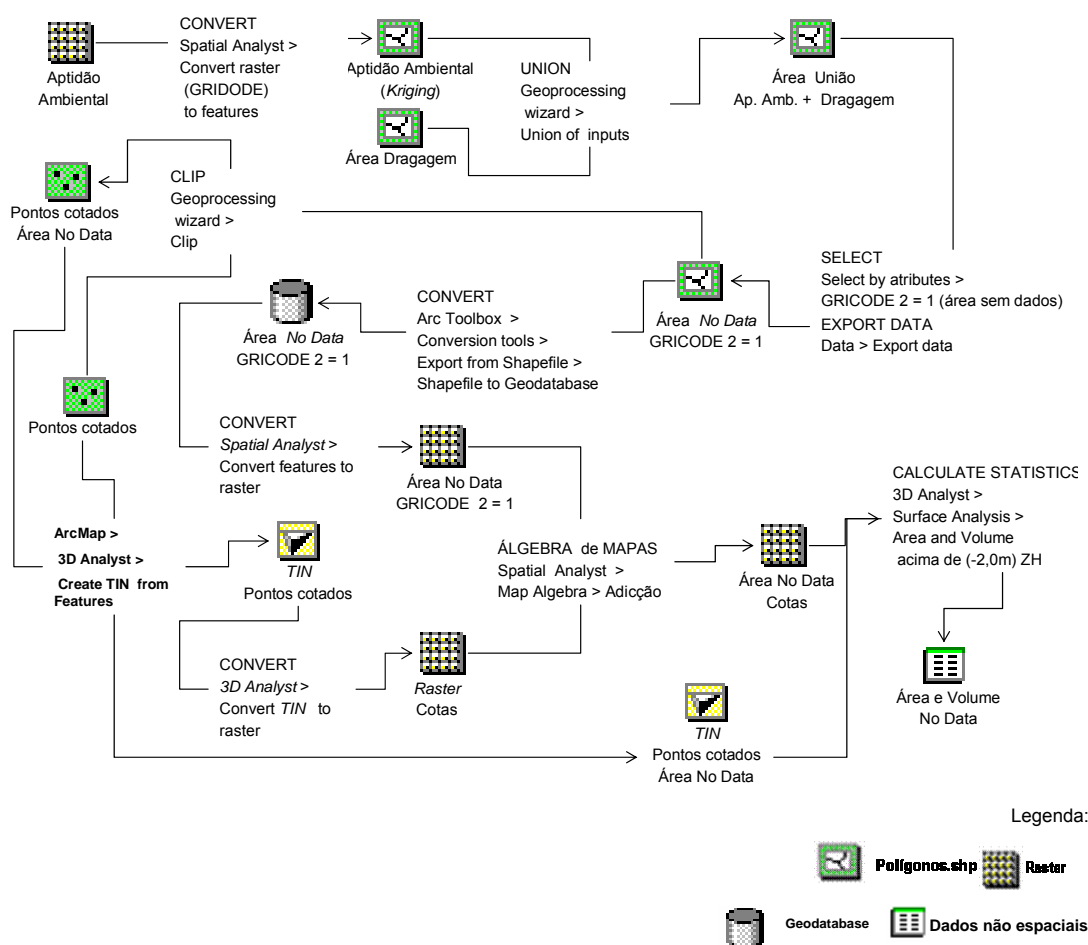 CONVERT
Spatial Analyst >
Convert raster
(GRIDODE)
to features
Aptidão
Ambiental
Aptidão Ambiental
(Kriging)
Área Dragagem
UNION
Geoprocessing
wizard >
Union of inputs
Área União
Ap. Amb. + Dragagem
Pontos cotados
Área No Data
CLIP
Geoprocessing
wizard >
Clip
SELECT
Select by atributes >
GRICODE 2 = 1 (área sem dados)
EXPORT DATA
Data > Export data
Área No Data
GRICODE 2 = 1
CONVERT
Arc Toolbox >
Conversion tools >
Export from Shapefile >
Shapefile to Geodatabase
Área No Data
GRICODE 2 = 1
Pontos cotados
CONVERT
Spatial Analyst >
Convert features to
raster
Área No Data
GRICODE 2 = 1
ArcMap >
3D Analyst >
Create TIN from
Features
TIN
Pontos cotados
CONVERT
3D Analyst >
Convert TIN to
raster
Raster
Cotas
ÁLGEBRA de MAPAS
Spatial Analyst >
Map Algebra > Adicção
Área No Data
Cotas
CALCULATE STATISTICS
3D Analyst >
Surface Analysis >
Area and Volume
acima de (-2,0m) ZH
TIN
Pontos cotados
Área No Data
Área e Volume
No Data
Legenda:
Polígonos.shp
Raster
Geodatabase
Dados não espaciais